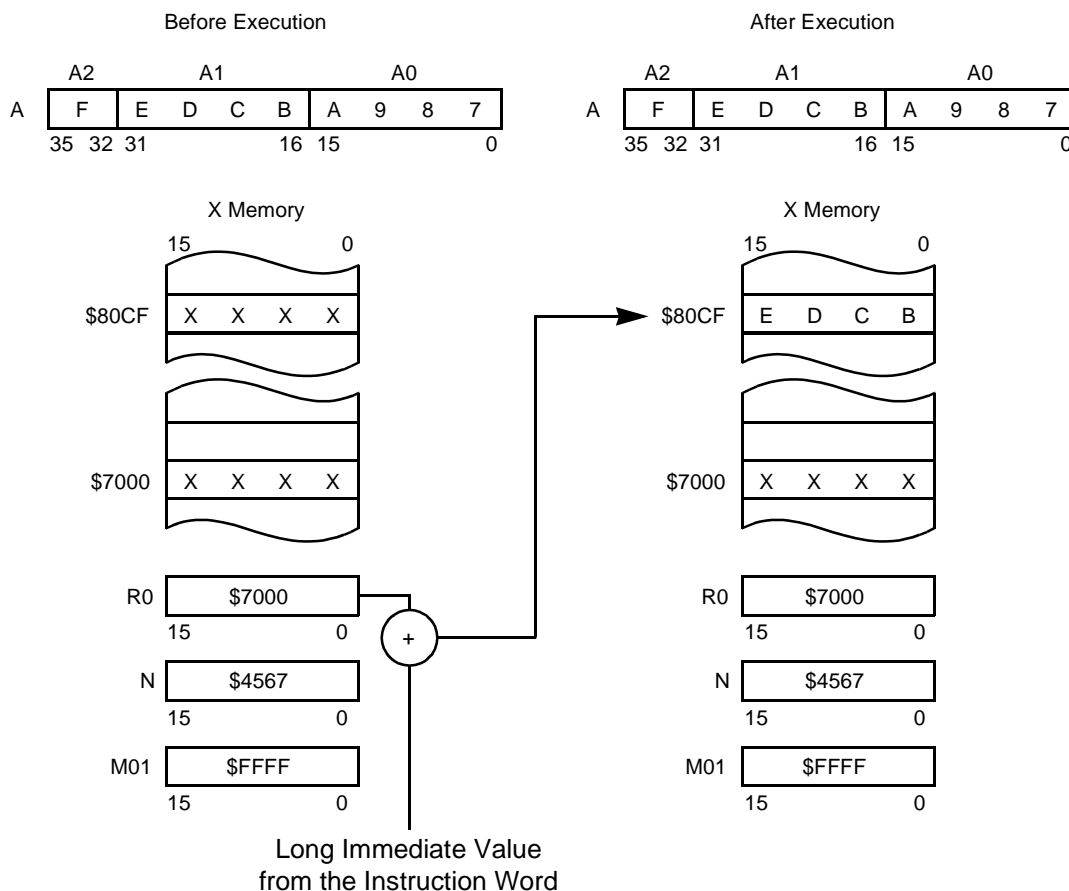 Before Execution After Execution
A2 A1 A0 A2 A1 A0
A F E D C B A 9 8 7 A F E D C B A 9 8 7
35 32 31 16 15 0 35 32 31 16 15 0
X Memory X Memory
15 0 15 0
$80CF X X X X $80CF E D C B
$7000 X X X X $7000 X X X X
R0 $7000 R0 $7000
15 0 + 15 0
N $4567 N $4567
15 0 15 0
M01 $FFFF M01 $FFFF
15 0 15 0
Long Immediate Value
from the Instruction Word